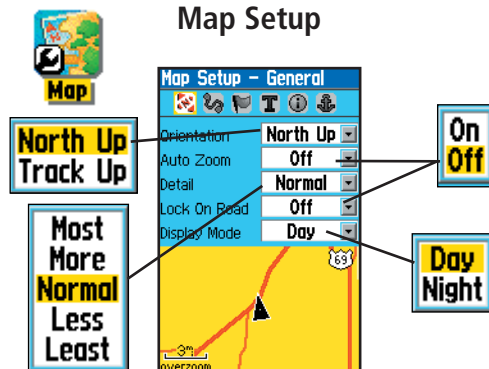 Map Setup
Map
Map Setup – General
T
Orientation North Up
Auto Zoom Off
Detail Normal
Lock On Road Off
Display Mode Day
North Up
Track Up
On
Off
Most
More
Normal
Less
Least
Day
Night
69
3m
overzoom